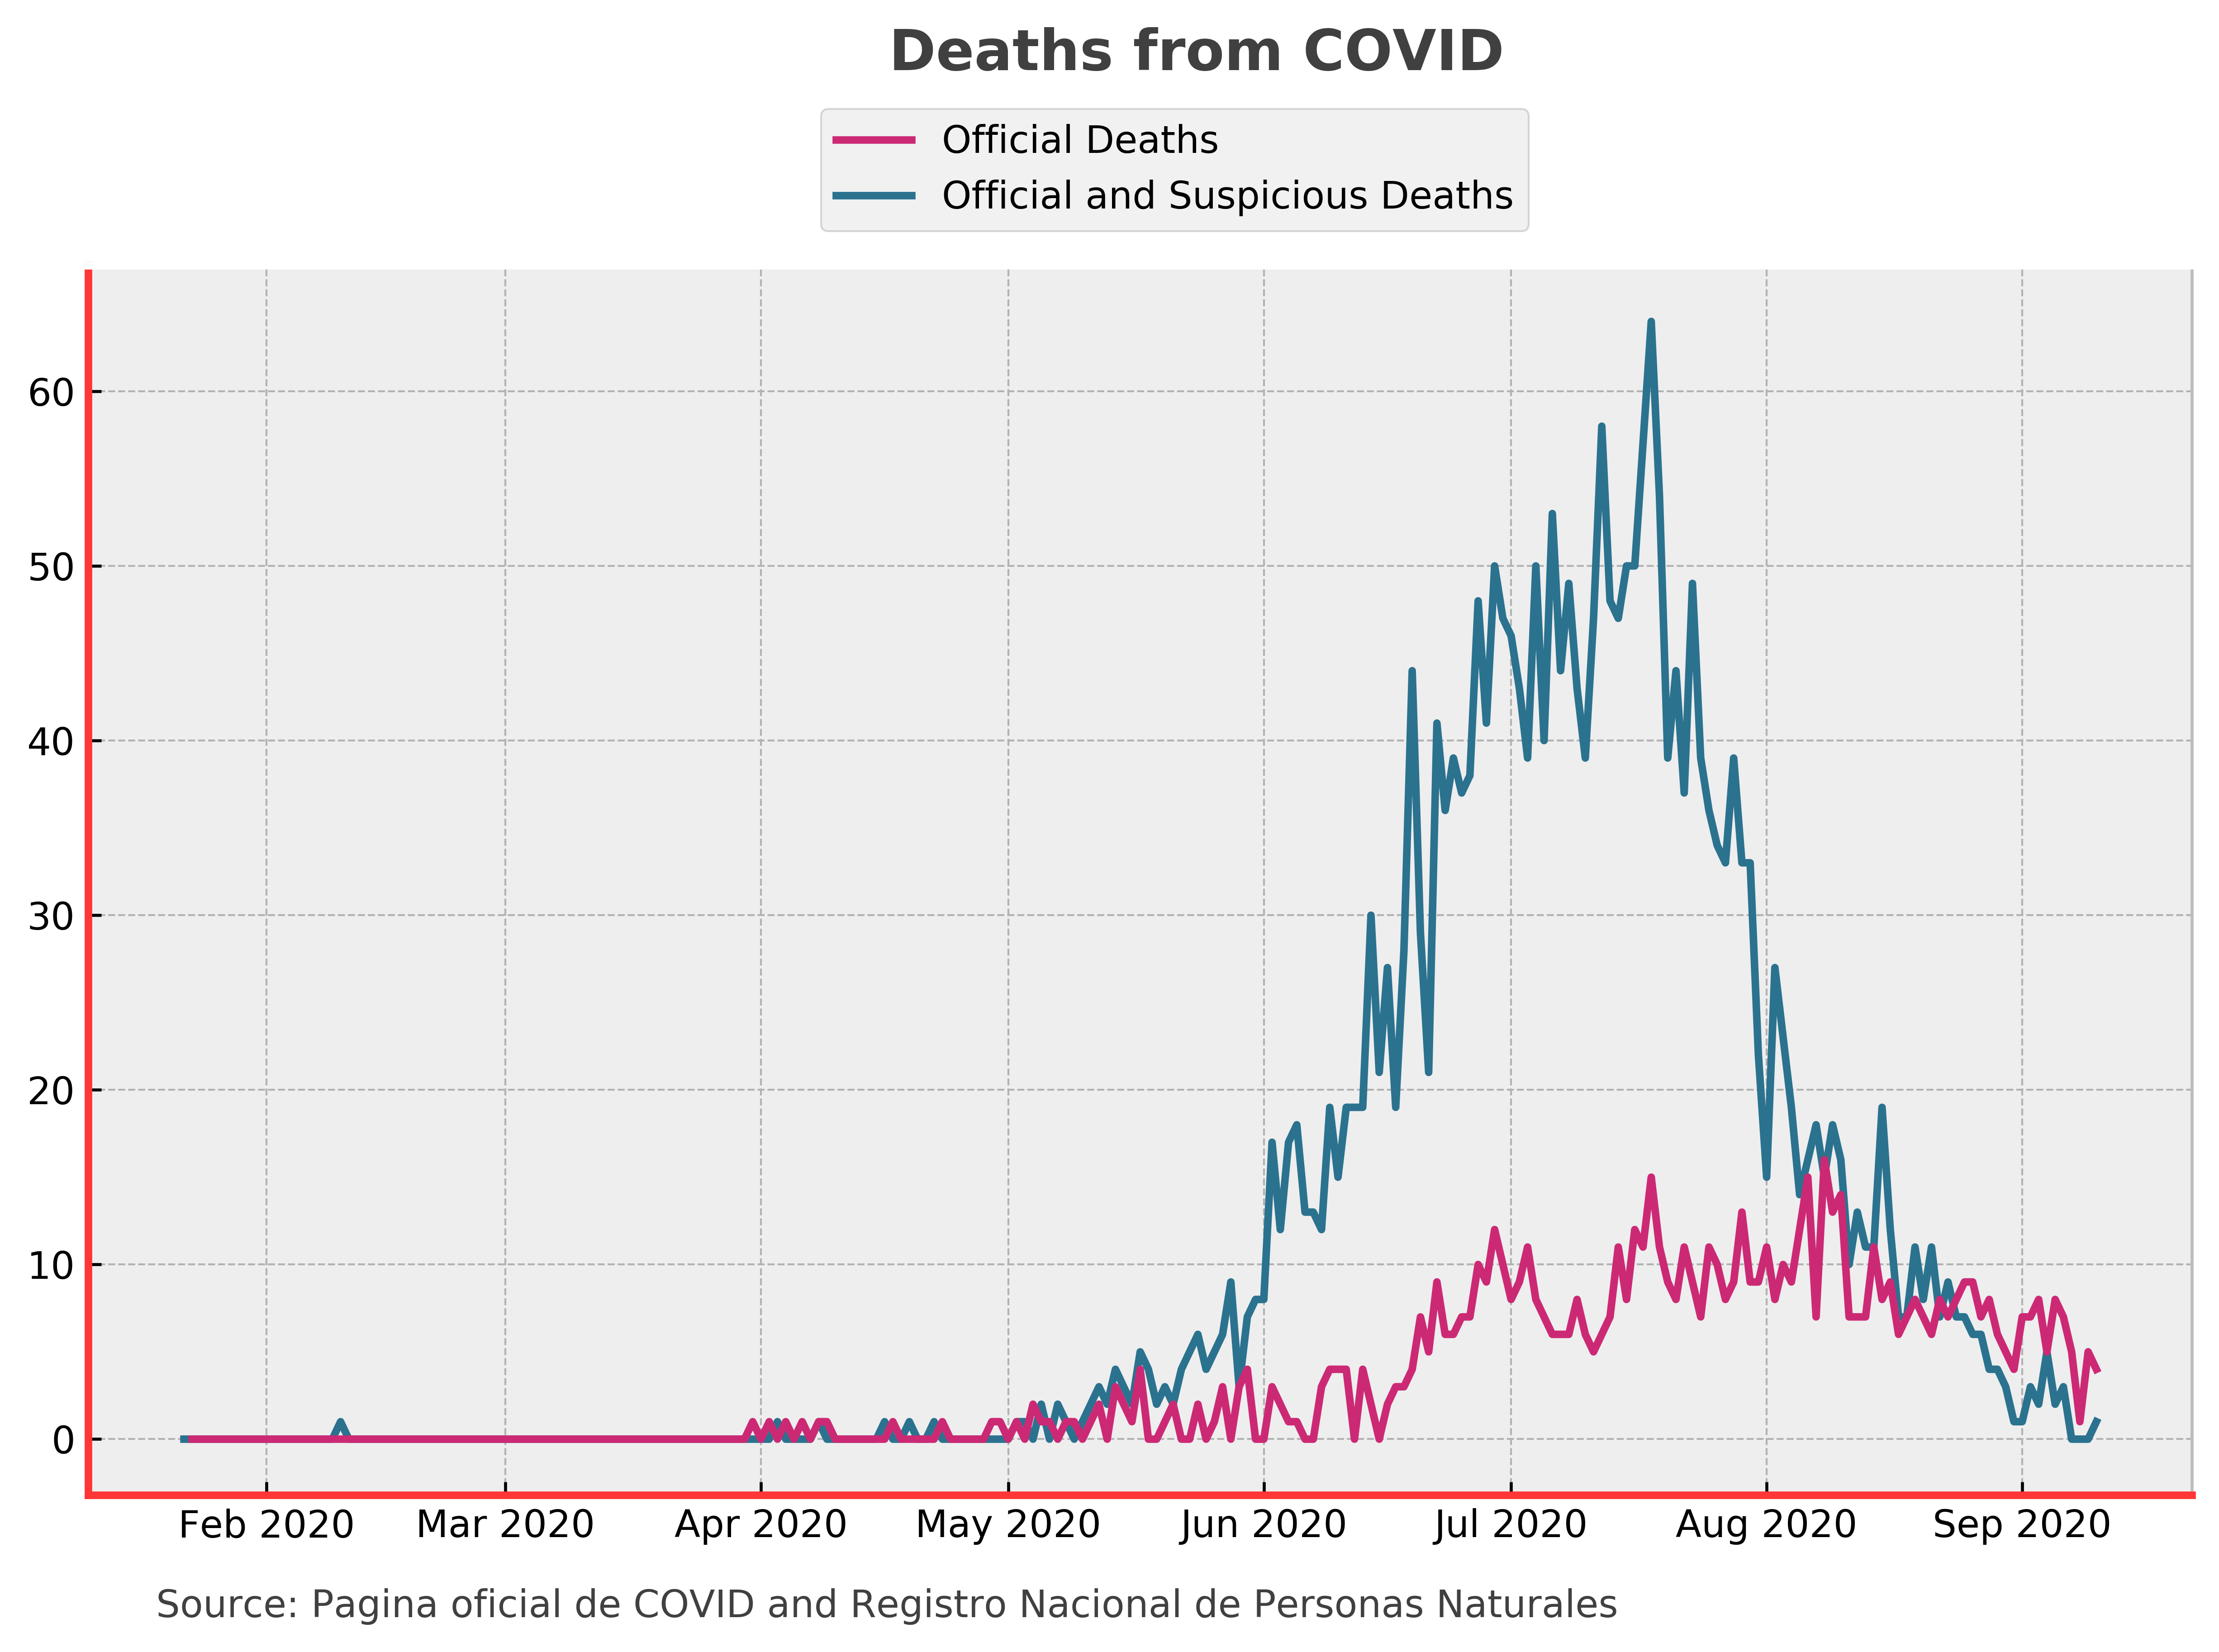 Deaths from COVID
Official Deaths
Official and Suspicious Deaths
60
50
40
30
20
10
0
Feb 2020 Mar 2020 Apr 2020 May 2020 Jun 2020 Jul 2020 Aug 2020 Sep 2020
Source: Pagina oficial de COVID and Registro Nacional de Personas Naturales